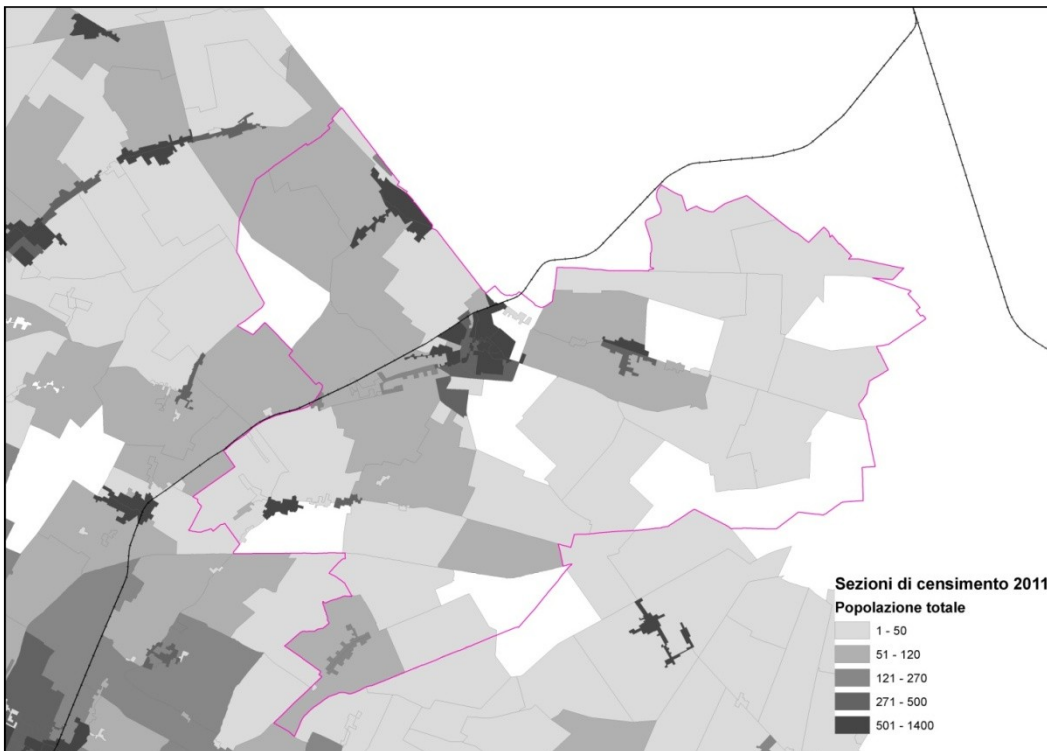 Sezioni di censimento 2011
Popolazione totale
1 - 50
51 - 120
121 - 270
271 - 500
501 - 1400